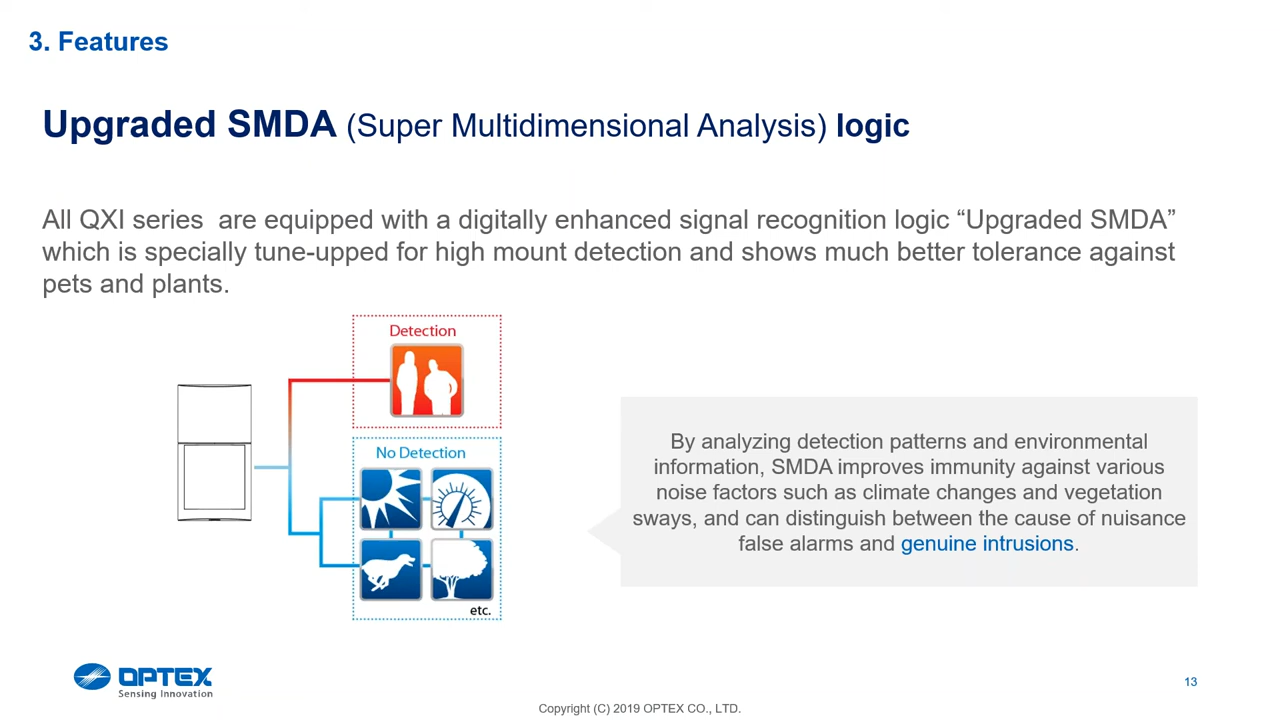 3. Features
Upgraded SMDA (Super Multidimensional Analysis) logic
All QXI series  are equipped with a digitally enhanced signal recognition logic “Upgraded SMDA”
which is specially tune-upped for high mount detection and shows much better tolerance against
pets and plants.
Detection
No Detection
etc.
By analyzing detection patterns and environmental
information, SMDA improves immunity against various
noise factors such as climate changes and vegetation
sways, and can distinguish between the cause of nuisance
false alarms and genuine intrusions.
OPTEX
Sensing Innovation
13
Copyright (C) 2019 OPTEX CO., LTD.